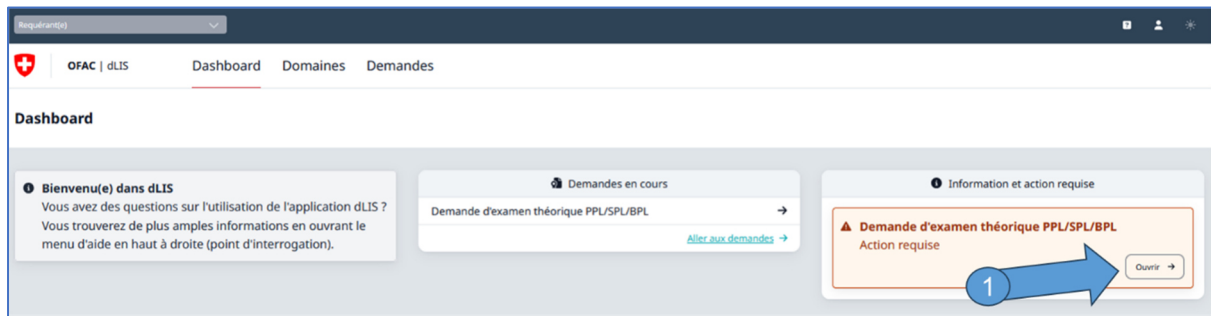 Requérant(e)
OFAC | dLIS
Dashboard
Domaines
Demandes
Dashboard
Bienvenu(e) dans dLIS
Vous avez des questions sur l'utilisation de l'application dLIS ?
Vous trouverez de plus amples informations en ouvrant le
menu d'aide en haut à droite (point d'interrogation).
Demandes en cours
Demande d'examen théorique PPL/SPL/BPL
Aller aux demandes
Information et action requise
Demande d'examen théorique PPL/SPL/BPL
Action requise
Ouvrir
1